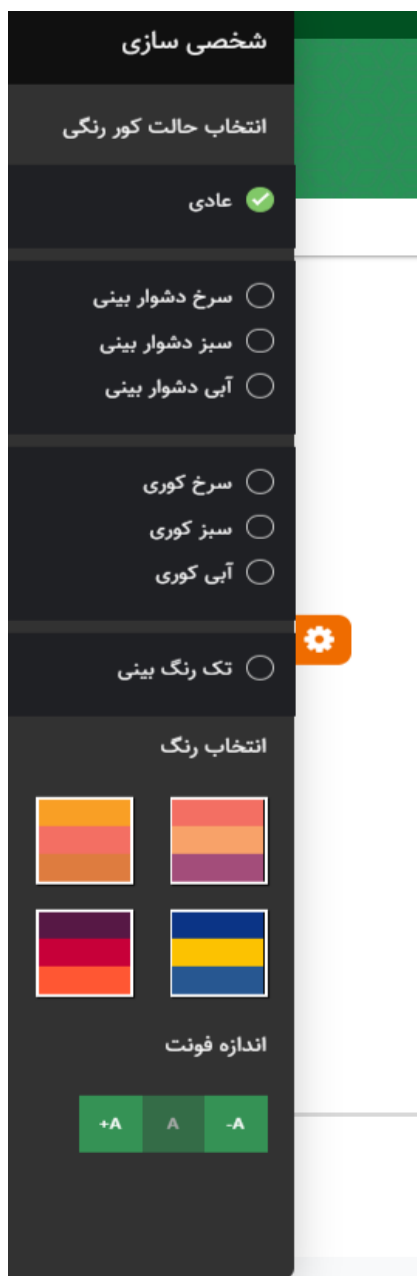 شخصی سازی
انتخاب حالت کور رنگی
عادی
سرخ دشوار بینی
سبز دشوار بینی
آبی دشوار بینی
سرخ کوری
سبز کوری
آبی کوری
تک رنگ بینی
انتخاب رنگ
اندازه فونت
-A A +A